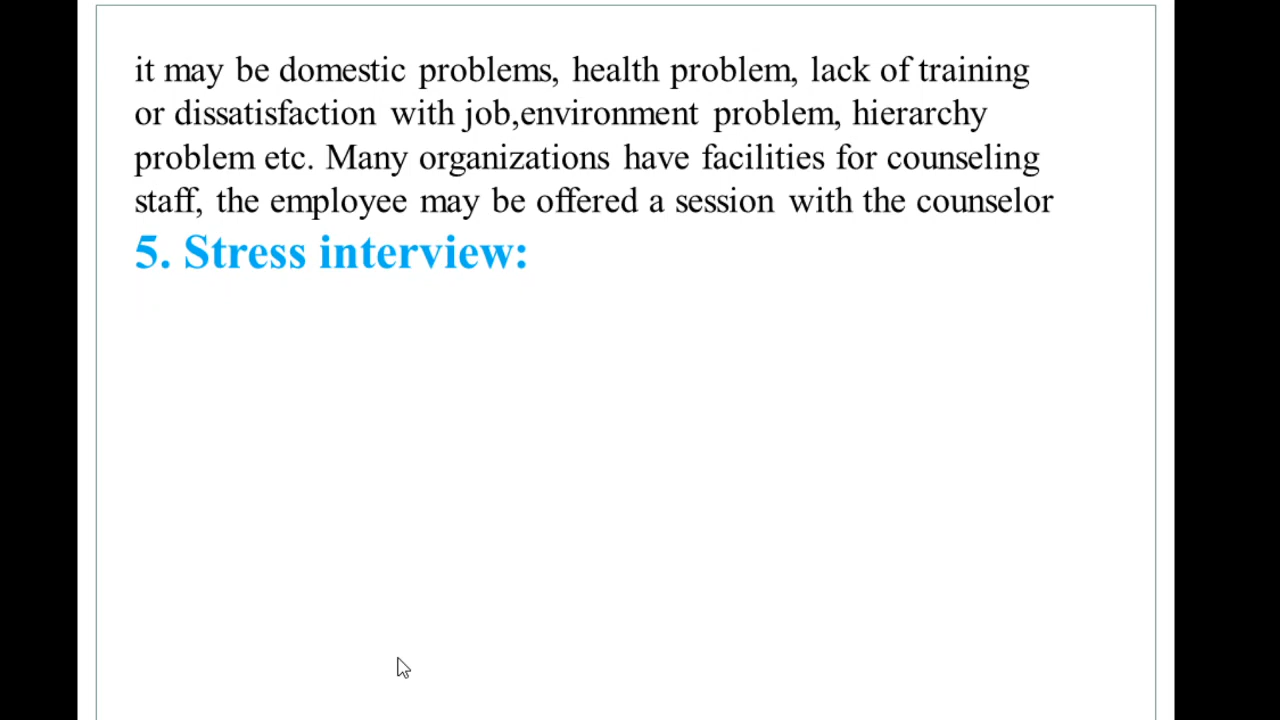 it may be domestic problems, health problem, lack of training
or dissatisfaction with job,environment problem, hierarchy
problem etc. Many organizations have facilities for counseling
staff, the employee may be offered a session with the counselor
5. Stress interview: